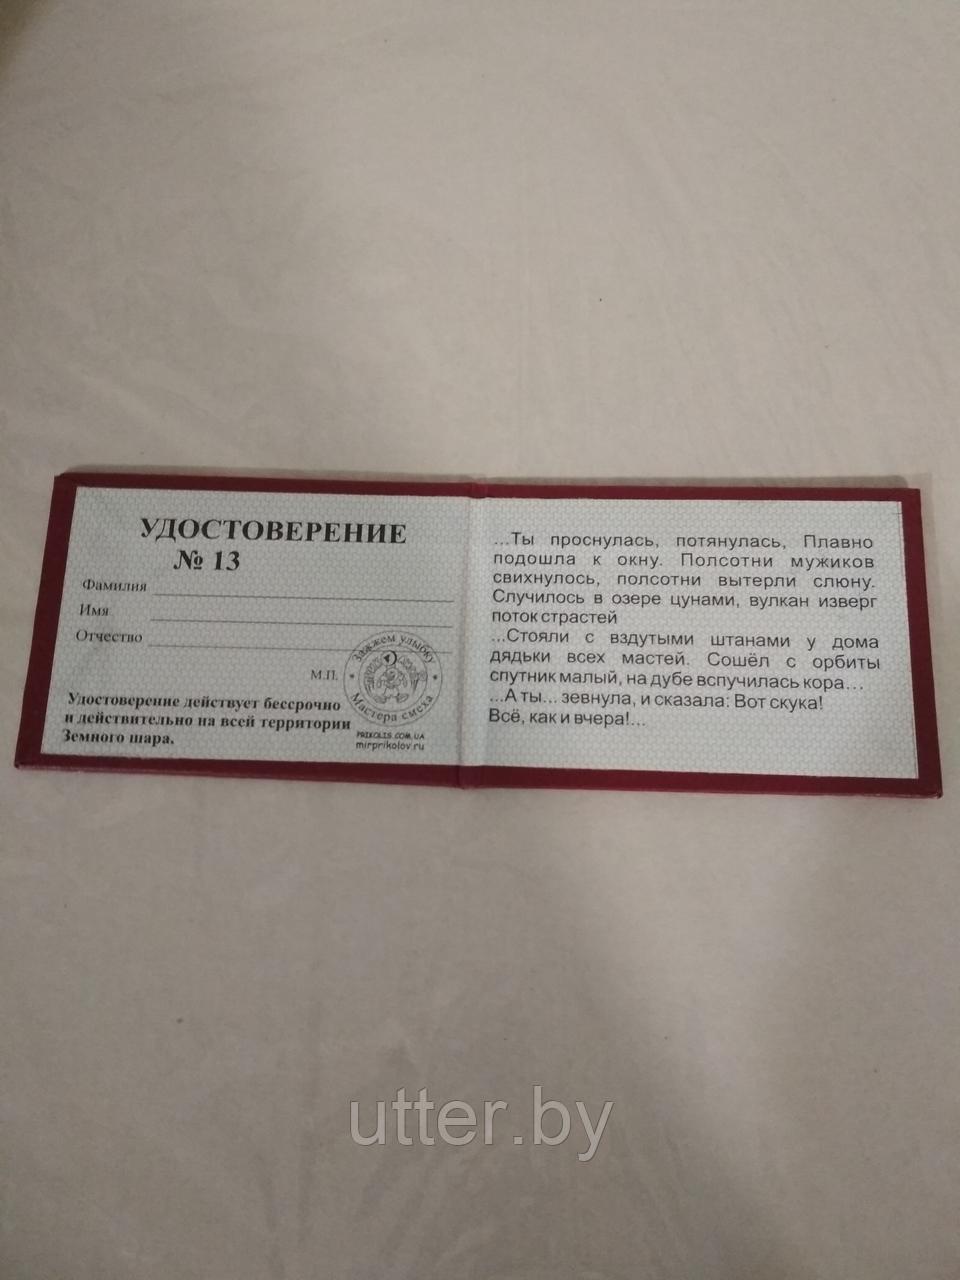 УДОСТОВЕРЕНИЕ
№ 13
Фамилия
Имя
Отчество
М.П.
Зажжем улыбку
Мастера смеха
Удостоверение действует бессрочно
и действительно на всей территории
Земного шара.
PRIKOLIS.COM.UA
mirprikolov.ru
...Ты проснулась, потянулась, Плавно
подошла к окну. Полсотни мужиков
свихнулось, полсотни вытерли слюну.
Случилось в озере цунами, вулкан изверг
поток страстей
...Стояли с вздутыми штанами у дома
дядьки всех мастей. Сошёл с орбиты
спутник малый, на дубе вспучилась кора...
...А ты... зевнула, и сказала: Вот скука!
Всё, как и вчера!...
utter.by